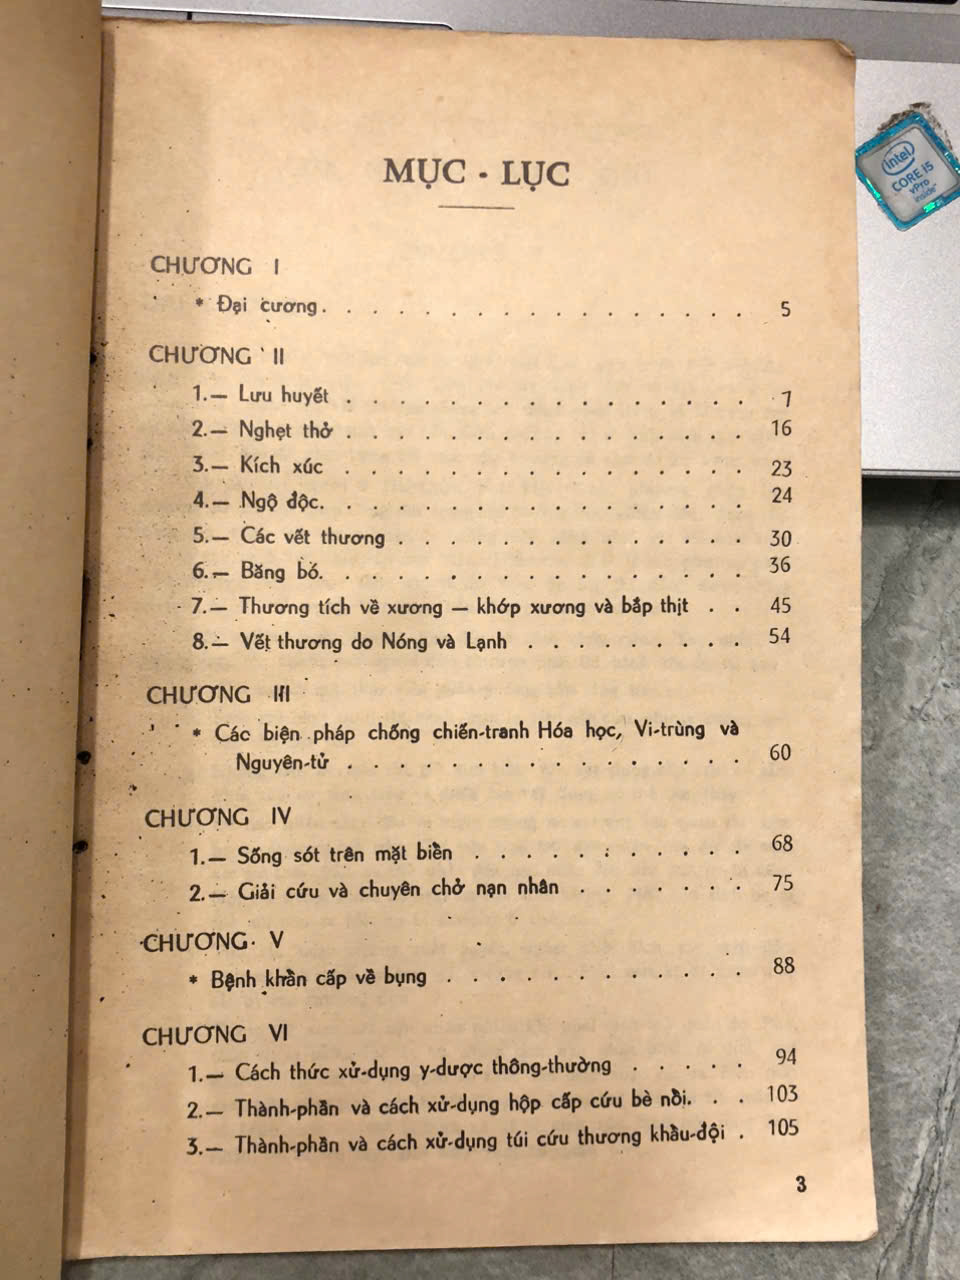 MỤC - LỤC
CHƯƠNG I
* Đại cương. . . . . . . . . . . . . . . . . . 5
CHƯƠNG II
1.— Lưu huyết . . . . . . . . . . . . . . . . . 7
2.— Nghẹt thở . . . . . . . . . . . . . . . . . 16
3.— Kích xúc . . . . . . . . . . . . . . . . . 23
4.— Ngộ độc. . . . . . . . . . . . . . . . . . 24
5.— Các vết thương . . . . . . . . . . . . . . 30
6.— Băng bó. . . . . . . . . . . . . . . . . . 36
7.— Thương tích về xương — khớp xương và bắp thịt . . 45
8.— Vết thương do Nóng và Lạnh . . . . . . . . . 54
CHƯƠNG III
* Các biện pháp chống chiến-tranh Hóa học, Vi-trùng và
Nguyên-tử . . . . . . . . . . . . . . . . . 60
CHƯƠNG IV
1.— Sống sót trên mặt biển . . . . . . . . . . . 68
2.— Giải cứu và chuyên chở nạn nhân . . . . . . . 75
CHƯƠNG V
* Bệnh khẩn cấp về bụng . . . . . . . . . . . . 88
CHƯƠNG VI
1.— Cách thức xử-dụng y-dược thông-thường . . . . . 94
2.— Thành-phần và cách xử-dụng hộp cấp cứu bè nổi. . . 103
3.— Thành-phần và cách xử-dụng túi cứu thương khẩu-đội . 105
3
intel
CORE i5
vPro
inside™